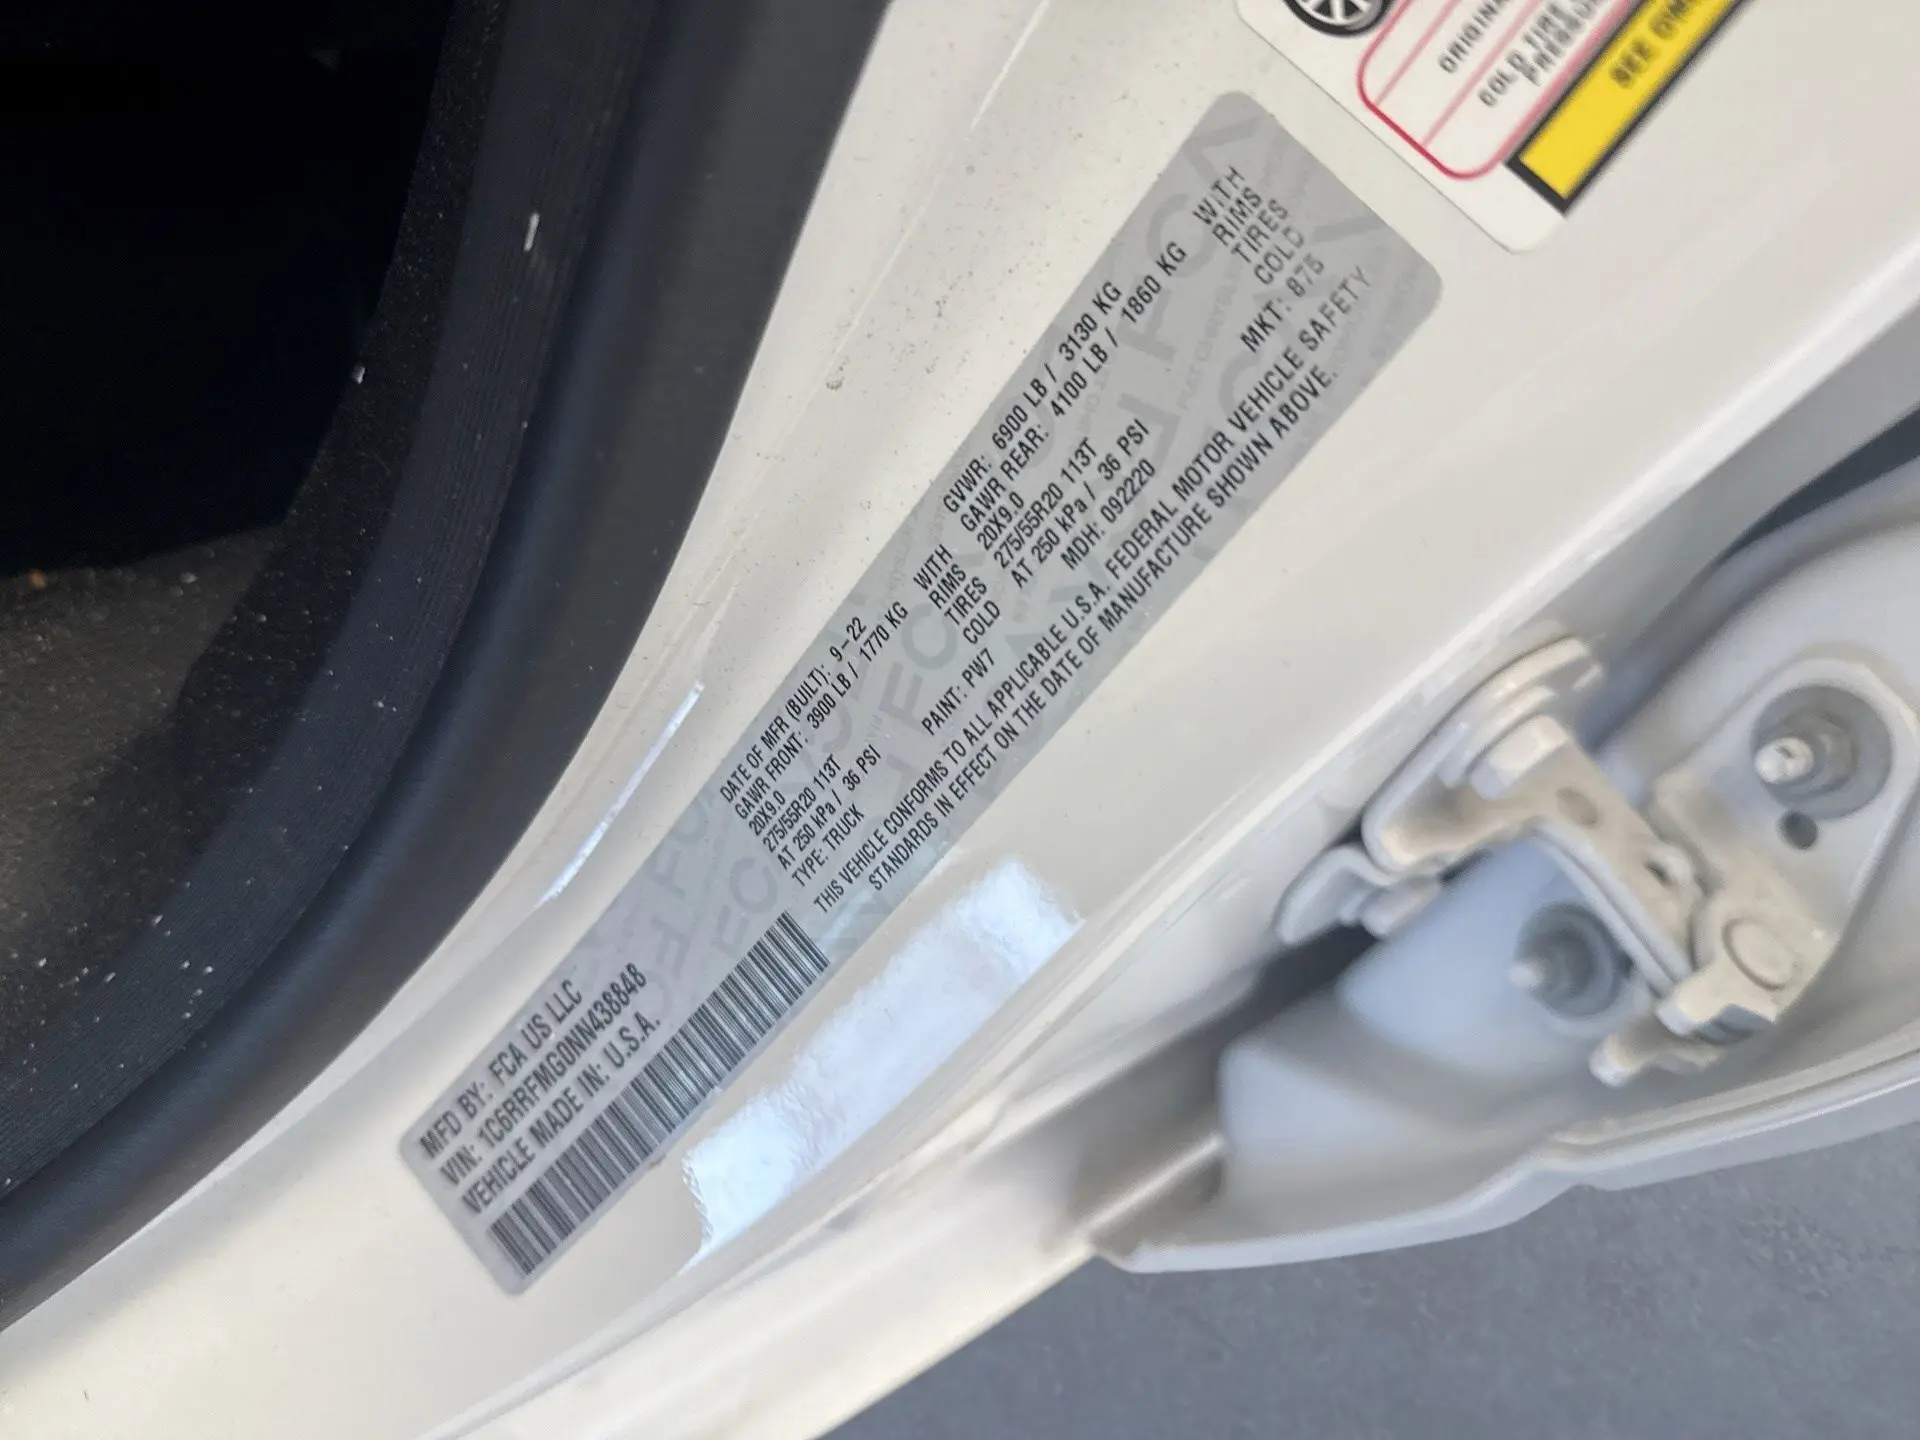 MFD BY: FCA US LLC
VIN: 1C6RRFMG0NN438848
VEHICLE MADE IN: U.S.A.
DATE OF MFR (BUILT): 9-22 GVWR: 6900 LB / 3130 KG
GAWR FRONT: 3900 LB / 1770 KG WITH GAWR REAR: 4100 LB / 1860 KG WITH
20X9.0 RIMS 20X9.0 RIMS
275/55R20 113T TIRES 275/55R20 113T TIRES
AT 250 kPa / 36 PSI COLD AT 250 kPa / 36 PSI COLD
TYPE: TRUCK PAINT: PW7 MDH: 092220 MKT: 875
THIS VEHICLE CONFORMS TO ALL APPLICABLE U.S.A. FEDERAL MOTOR VEHICLE SAFETY
STANDARDS IN EFFECT ON THE DATE OF MANUFACTURE SHOWN ABOVE.
COLD TIRE
SEE